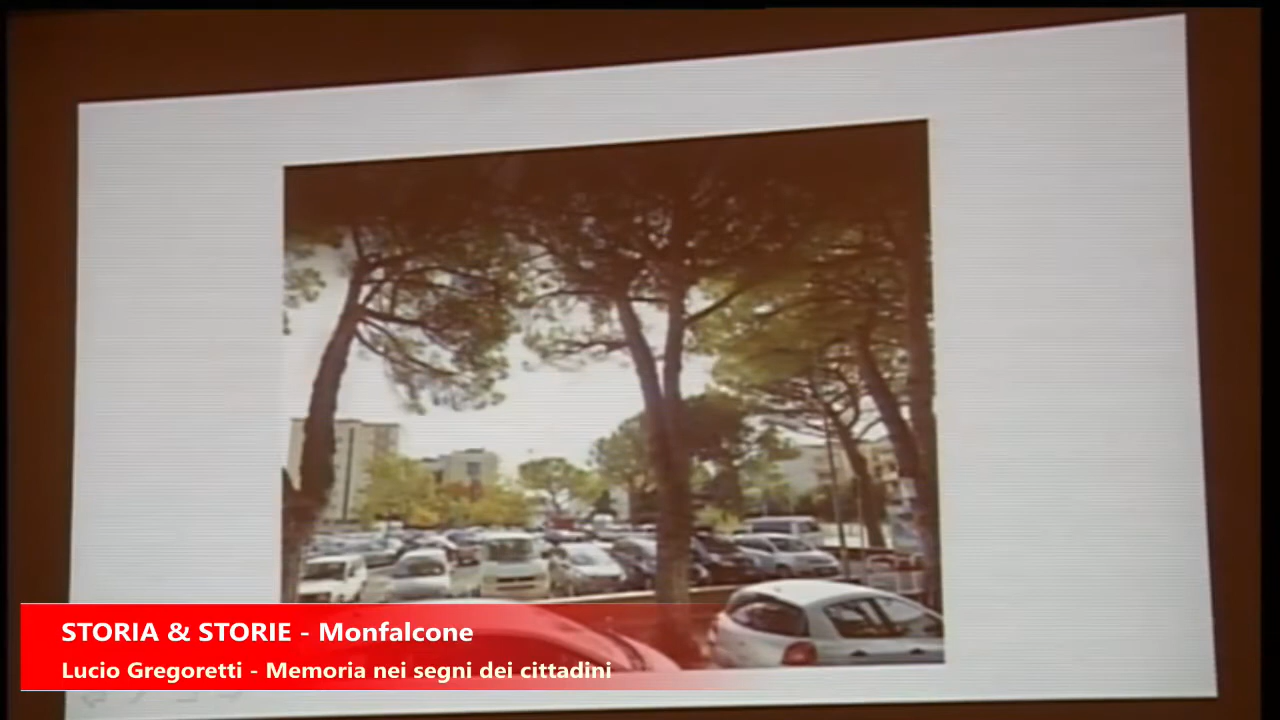 STORIA & STORIE - Monfalcone
Lucio Gregoretti - Memoria nei segni dei cittadini